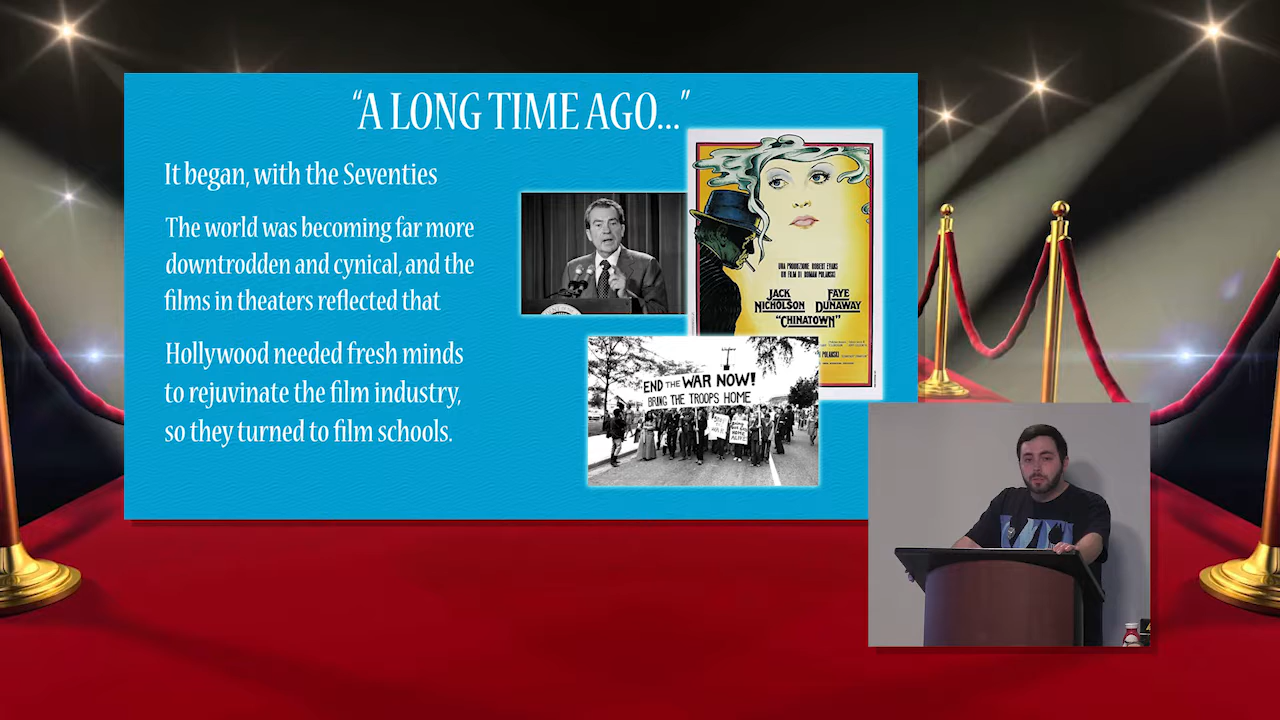 “A LONG TIME AGO...”
It began, with the Seventies
The world was becoming far more
downtrodden and cynical, and the
films in theaters reflected that
Hollywood needed fresh minds
to rejuvinate the film industry,
so they turned to film schools.
UNA PRODUZIONE ROBERT EVANS
UN FILM DI ROMAN POLANSKI
JACK NICHOLSON
FAYE DUNAWAY
“CHINATOWN”
END THE WAR NOW!
BRING THE TROOPS HOME